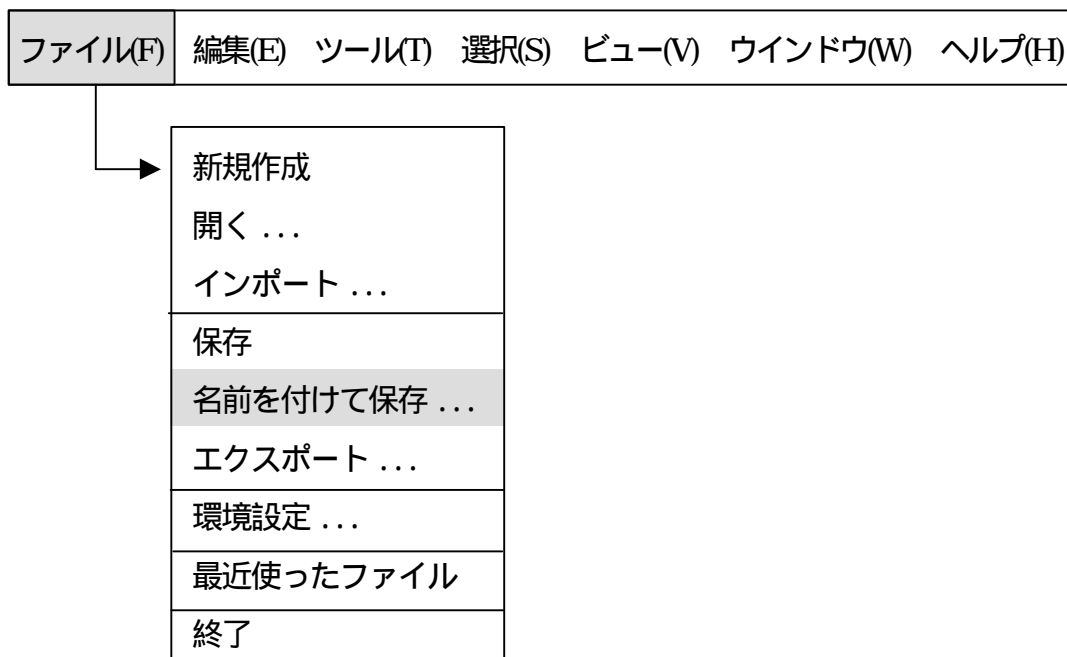 ファイル(F) 編集(E) ツール(T) 選択(S) ビュー(V) ウインドウ(W) ヘルプ(H)
新規作成
開く ...
インポート ...
保存
名前を付けて保存 ...
エクスポート ...
環境設定 ...
最近使ったファイル
終了